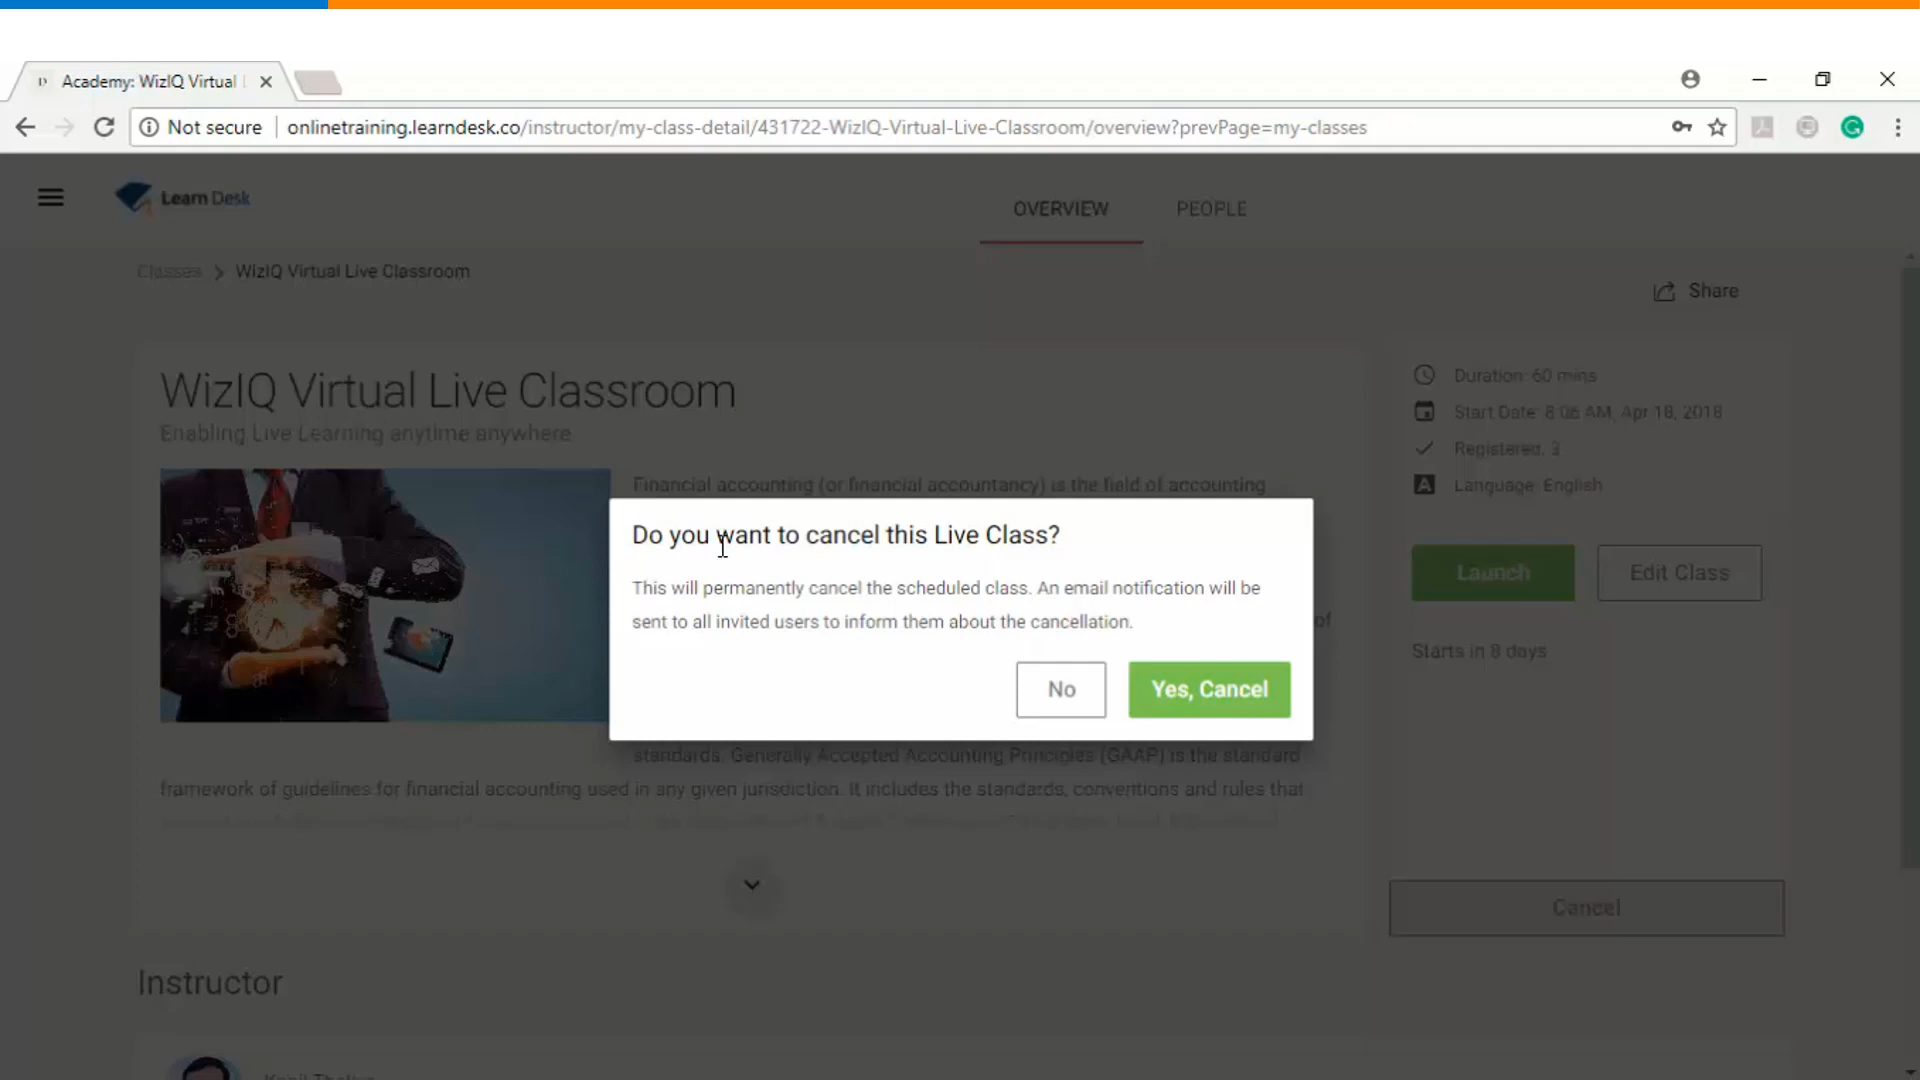 Academy: WizIQ Virtual
Not secure
onlinetraining.learndesk.co/instructor/my-class-detail/431722-WizIQ-Virtual-Live-Classroom/overview?prevPage=my-classes
Learn Desk
OVERVIEW
PEOPLE
Classes > WizIQ Virtual Live Classroom
Share
WizIQ Virtual Live Classroom
Enabling Live Learning anytime anywhere
Duration: 60 mins
Start Date: 8:06 AM, Apr 18, 2018
Registered: 3
Language: English
Launch
Edit Class
Starts in 8 days
Financial accounting (or financial accountancy) is the field of accounting
of
Do you want to cancel this Live Class?
This will permanently cancel the scheduled class. An email notification will be
sent to all invited users to inform them about the cancellation.
No
Yes, Cancel
standards. Generally Accepted Accounting Principles (GAAP) is the standard
framework of guidelines for financial accounting used in any given jurisdiction. It includes the standards, conventions and rules that
Cancel
Instructor